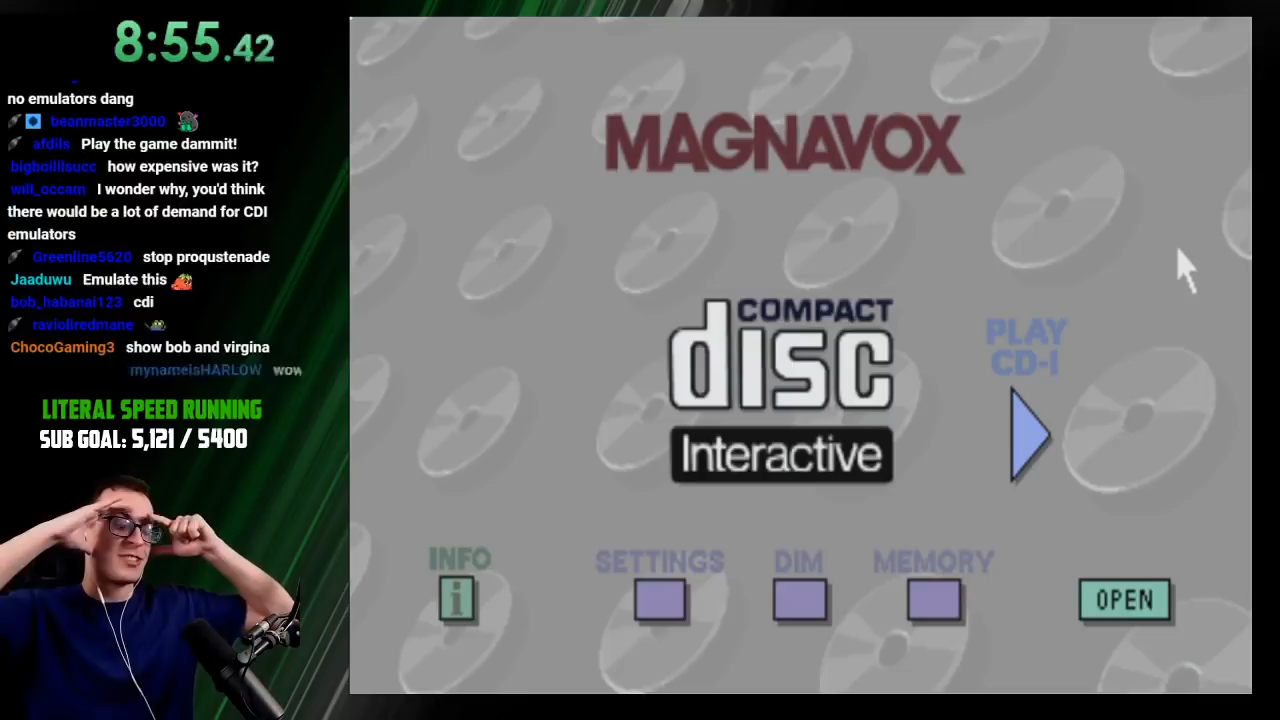 8:55.42
no emulators dang
beanmaster3000
afdils Play the game dammit!
how expensive was it?
will_occam I wonder why, you'd think
there would be a lot of demand for CDI
emulators
Greenline5620 stop proqustenade
Jaaduwu Emulate this
bob_habanai123 cdi
ravioliredmane
ChocoGaming3 show bob and virgina
mynameisHARLOW wow
LITERAL SPEED RUNNING
SUB GOAL: 5,121 / 5400
MAGNAVOX
COMPACT
disc
Interactive
PLAY
CD-I
INFO
i
SETTINGS
DIM
MEMORY
OPEN